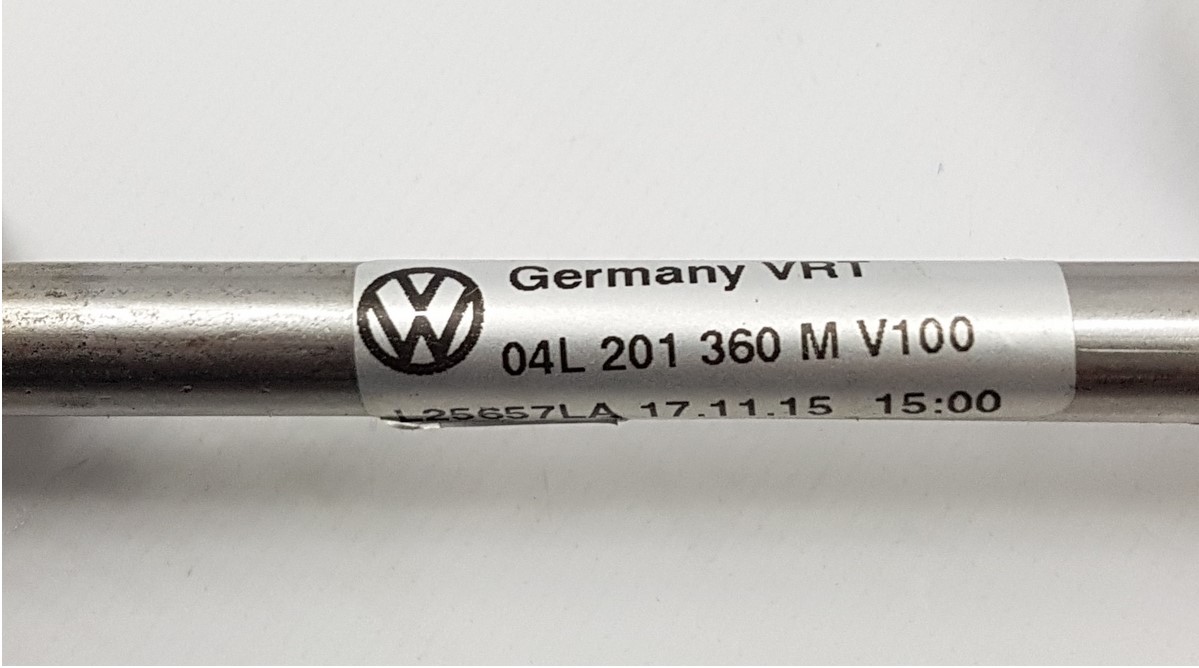 Germany VRT
04L 201 360 M V100
L25657LA 17.11.15 15:00